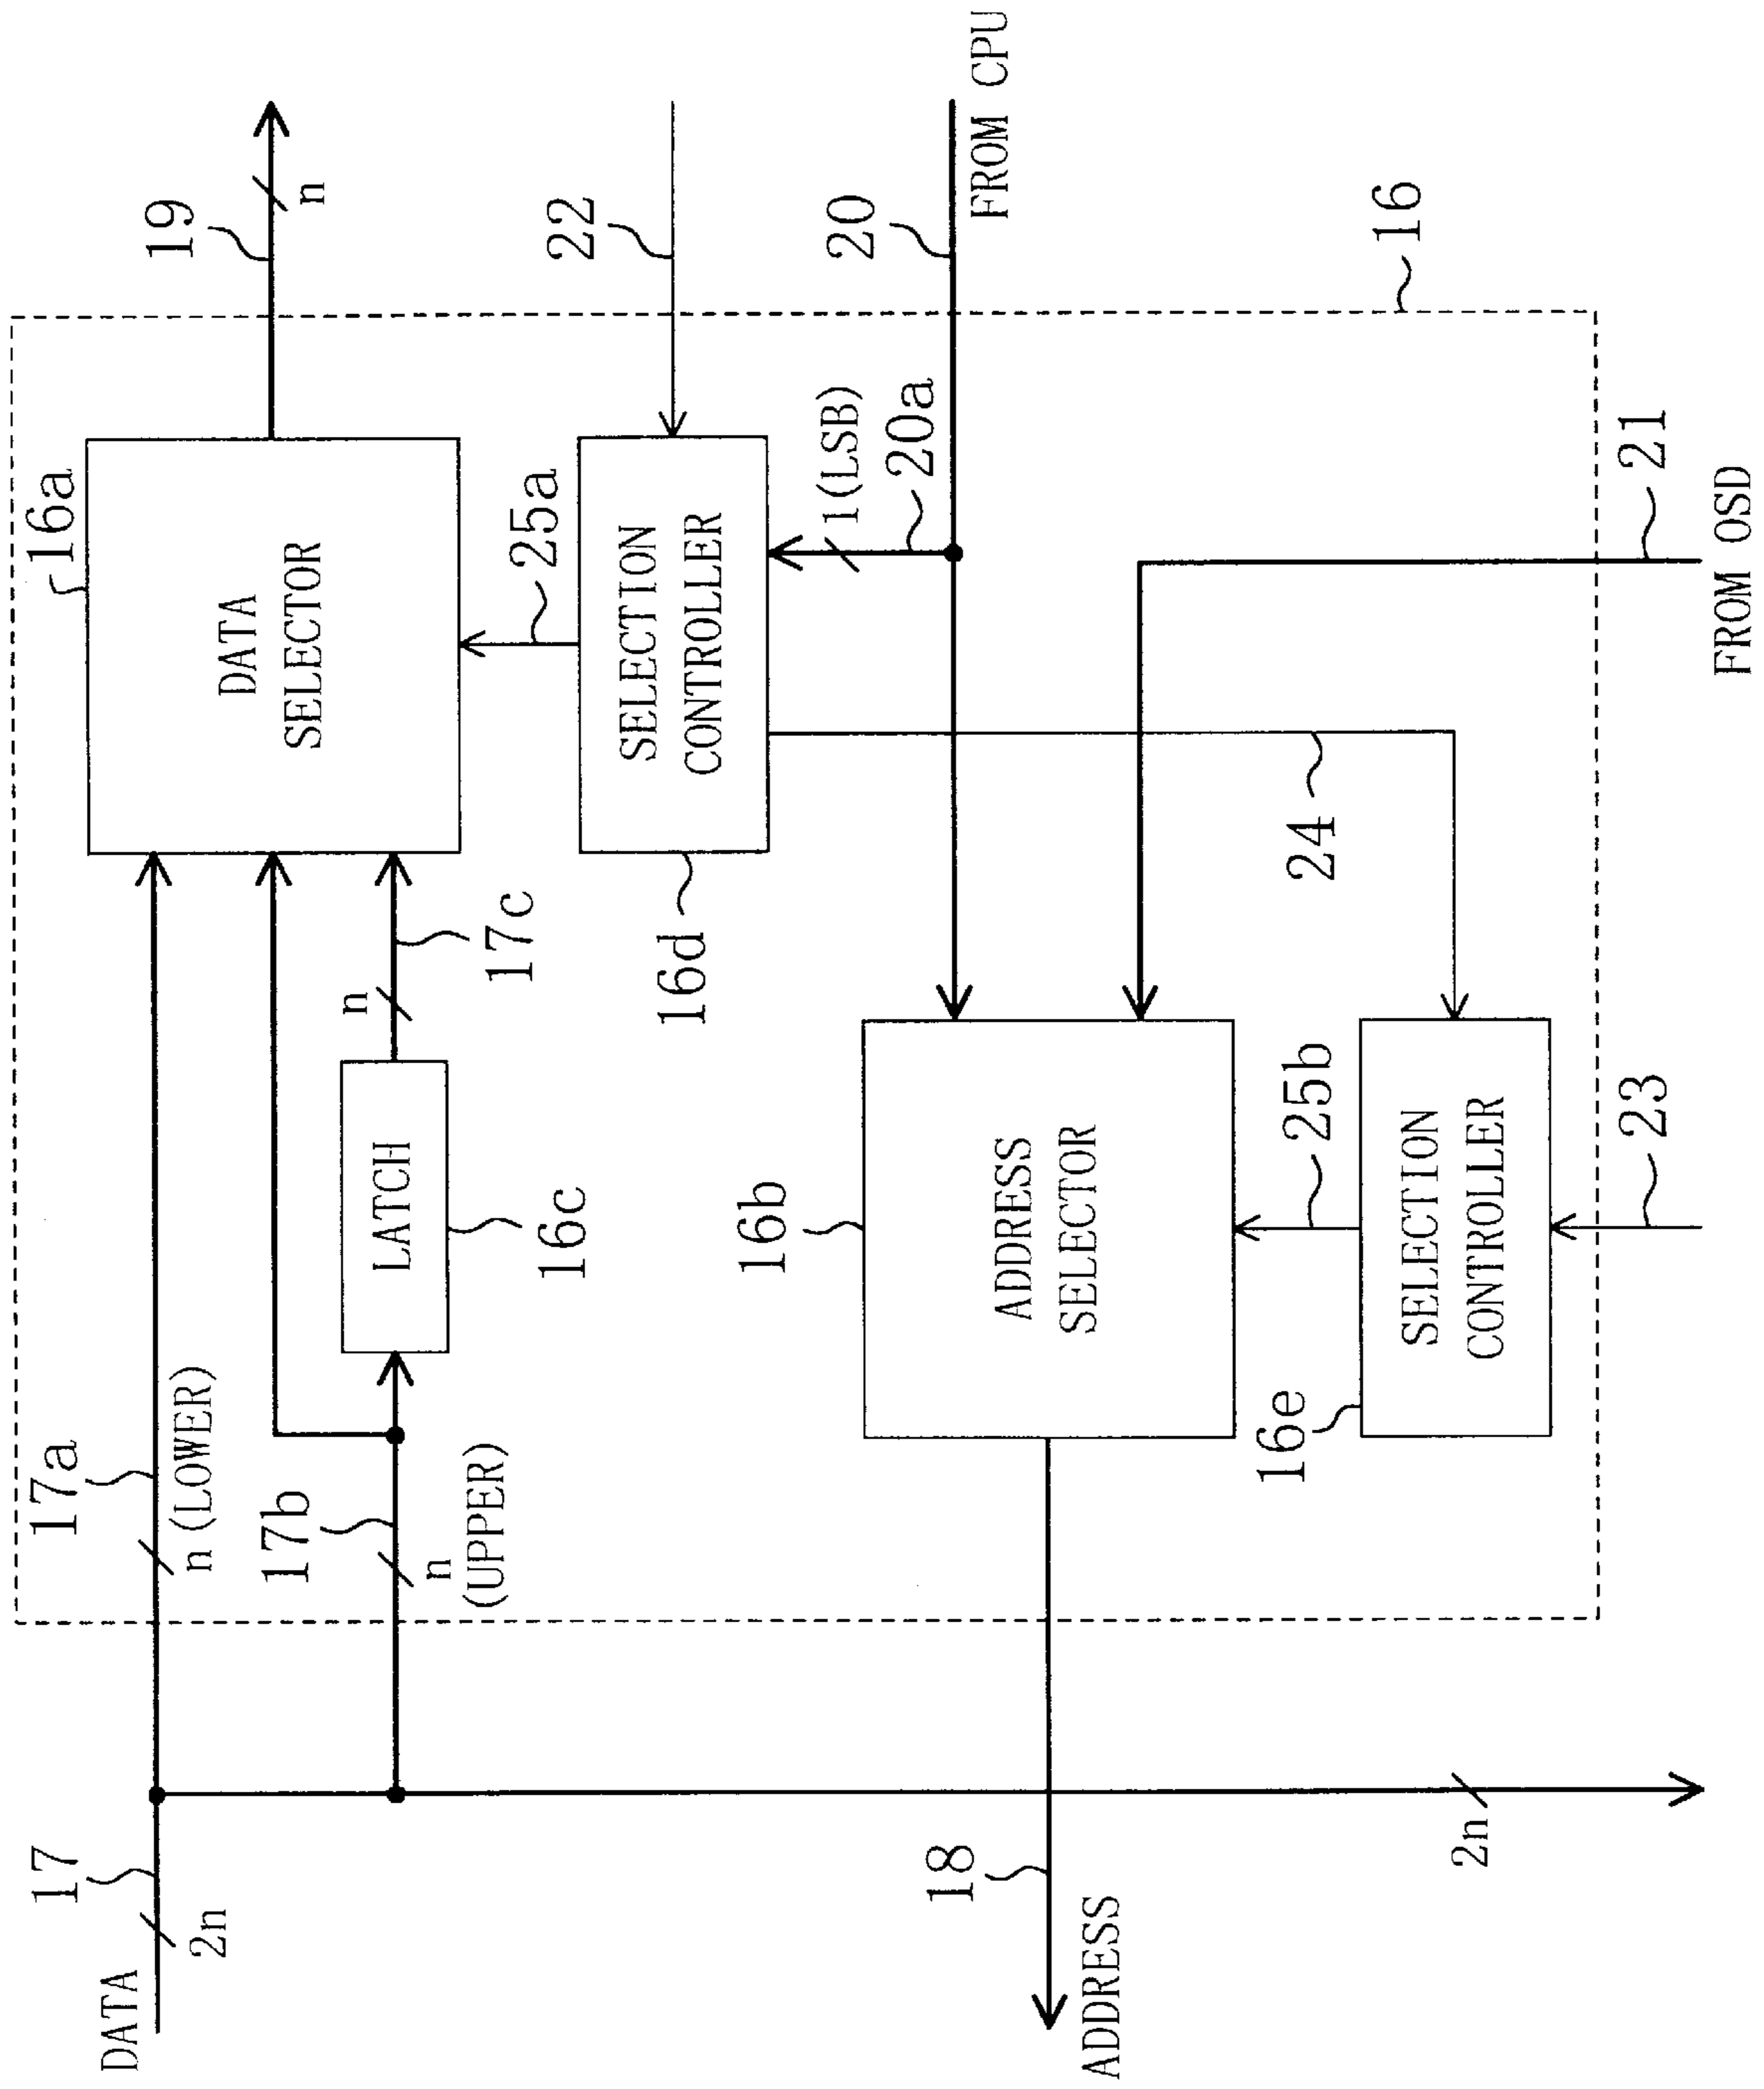 DATA
17
2n
17a
n (LOWER)
17b
n
(UPPER)
LATCH
16c
n
17c
16a
DATA
SELECTOR
19
n
25a
SELECTION
CONTROLLER
16d
22
1(LSB)
20a
20
FROM CPU
16
ADDRESS
18
16b
ADDRESS
SELECTOR
25b
16e
SELECTION
CONTROLLER
24
23
21
FROM OSD
2n